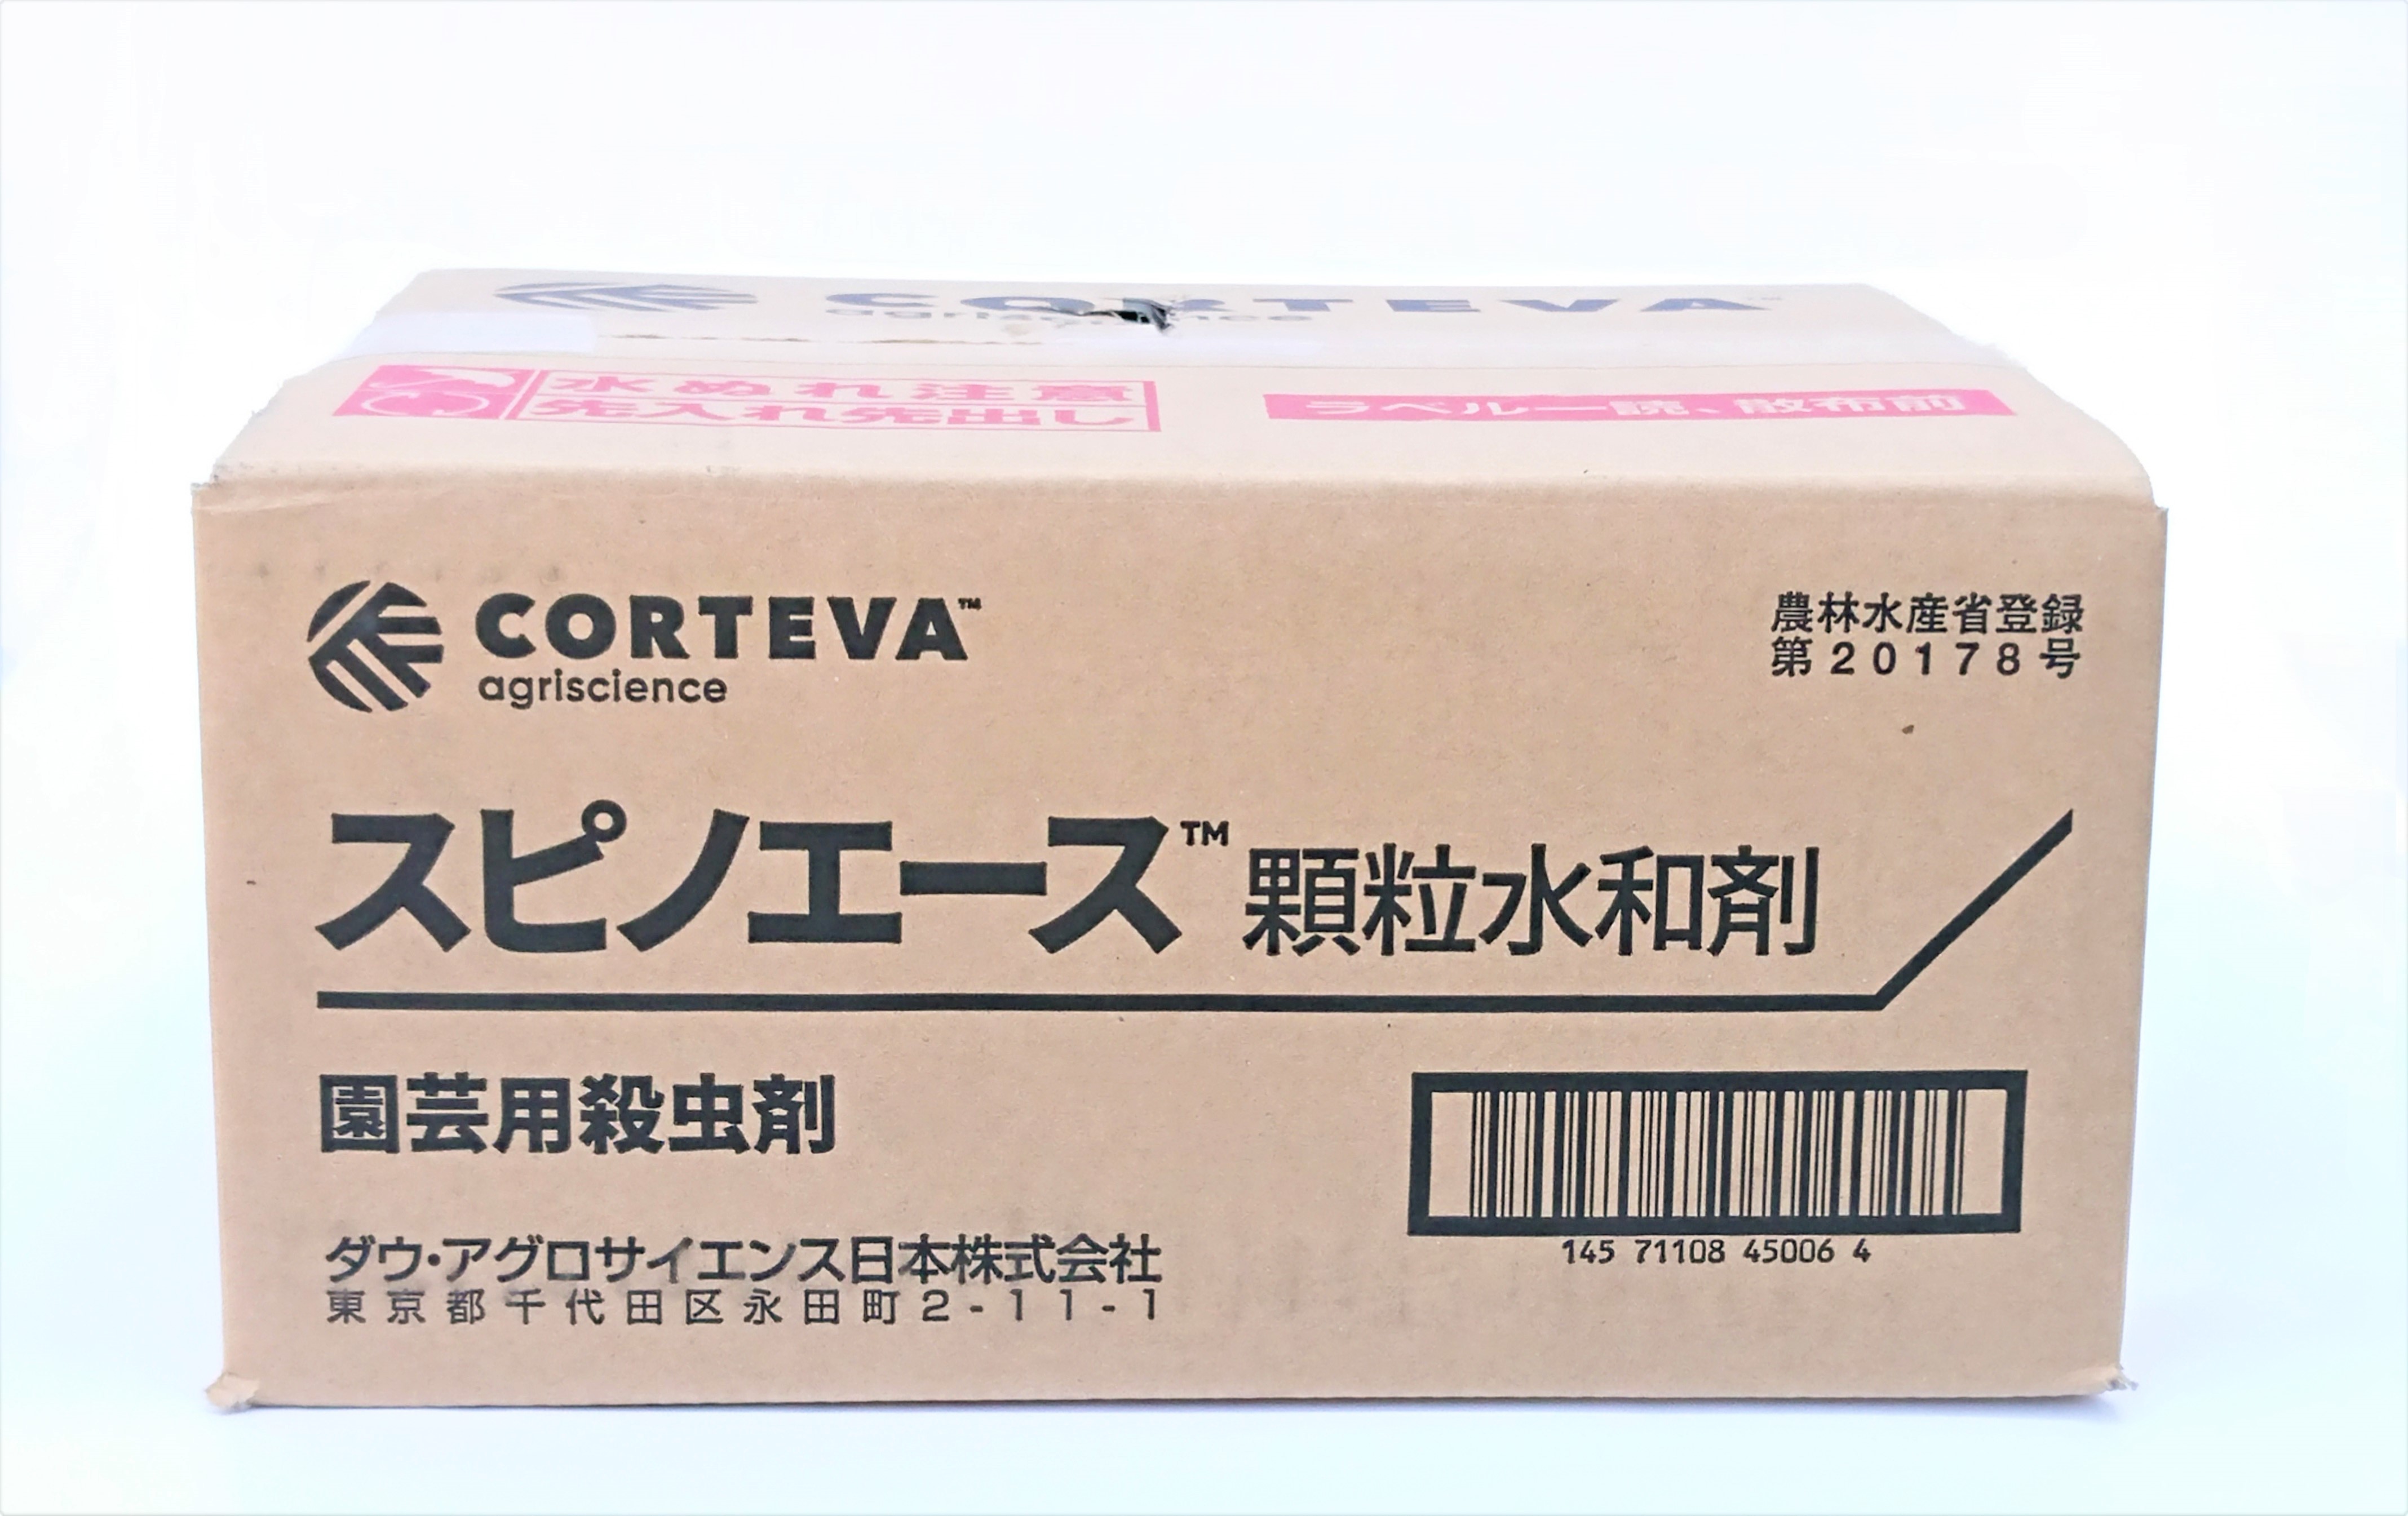 CORTEVA™
agriscience
水ぬれ注意
先入れ先出し
ラベル一読、散布前
CORTEVA™
agriscience
農林水産省登録
第20178号
スピノエース™顆粒水和剤
園芸用殺虫剤
145 71108 45006 4
ダウ・アグロサイエンス日本株式会社
東京都千代田区永田町2-11-1